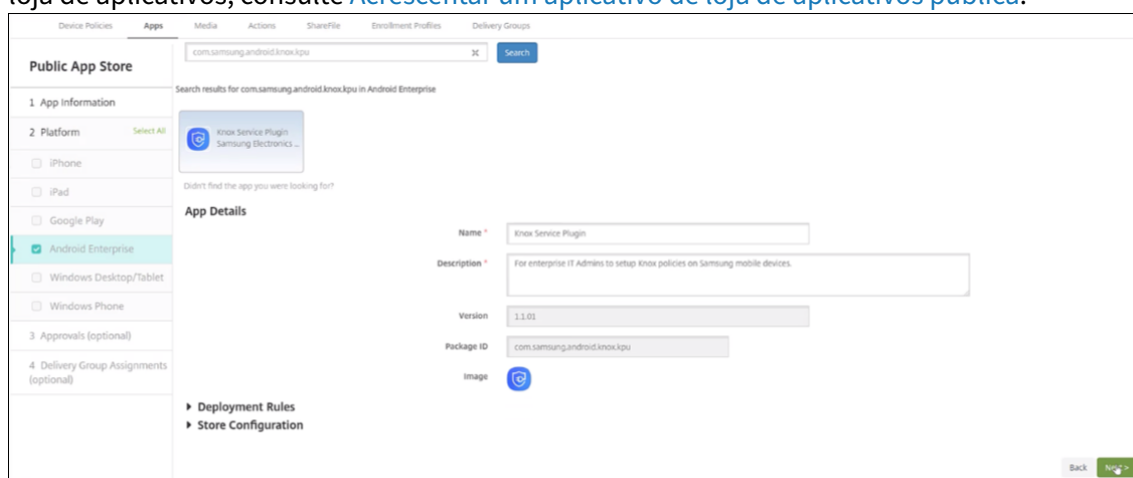 loja de aplicativos, consulte Acrescentar um aplicativo de loja de aplicativos pública.
Device Policies Apps Media Actions ShareFile Enrollment Profiles Delivery Groups
Public App Store
1 App Information
2 Platform Select All
iPhone
iPad
Google Play
Android Enterprise
Windows Desktop/Tablet
Windows Phone
3 Approvals (optional)
4 Delivery Group Assignments
(optional)
com.samsung.android.knox.kpu Search
Search results for com.samsung.android.knox.kpu in Android Enterprise
Knox Service Plugin
Samsung Electronics ...
Didn't find the app you were looking for?
App Details
Name * Knox Service Plugin
Description * For enterprise IT Admins to setup Knox policies on Samsung mobile devices.
Version 1.1.01
Package ID com.samsung.android.knox.kpu
Image
Deployment Rules
Store Configuration
Back Next >